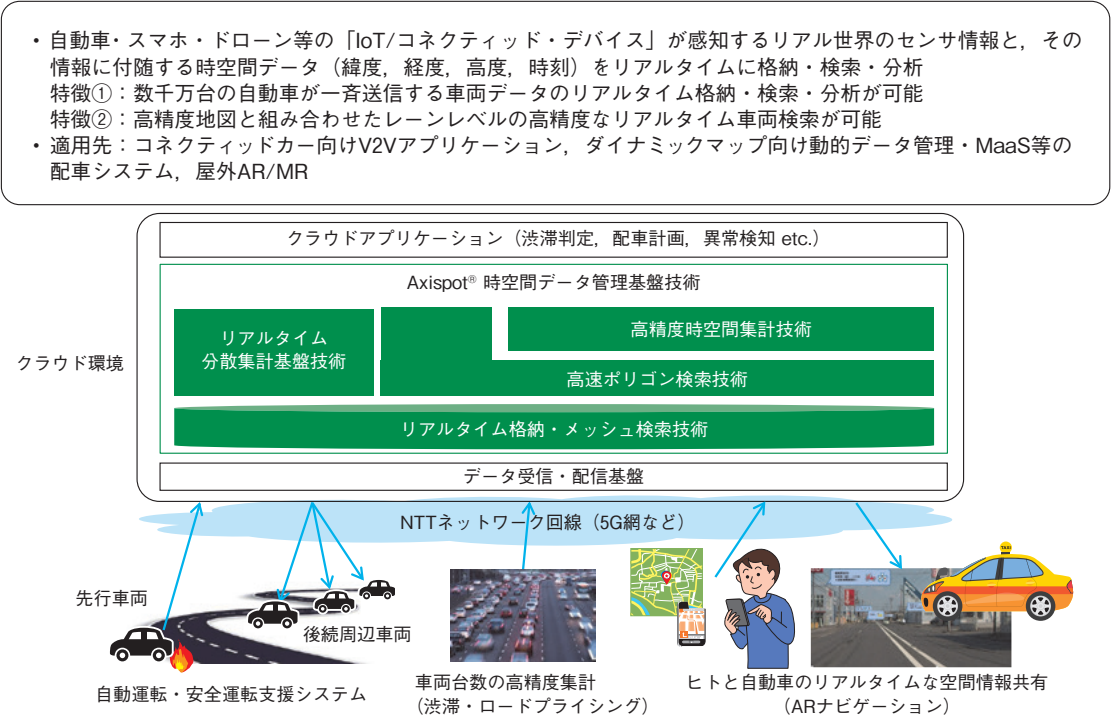 ・自動車・スマホ・ドローン等の「IoT/コネクティッド・デバイス」が感知するリアル世界のセンサ情報と，その
情報に付随する時空間データ（緯度，経度，高度，時刻）をリアルタイムに格納・検索・分析
特徴①：数千万台の自動車が一斉送信する車両データのリアルタイム格納・検索・分析が可能
特徴②：高精度地図と組み合わせたレーンレベルの高精度なリアルタイム車両検索が可能
・適用先：コネクティッドカー向けV2Vアプリケーション，ダイナミックマップ向け動的データ管理・MaaS等の
配車システム，屋外AR/MR
クラウドアプリケーション（渋滞判定，配車計画，異常検知 etc.）
Axispot® 時空間データ管理基盤技術
リアルタイム
分散集計基盤技術
高精度時空間集計技術
クラウド環境
高速ポリゴン検索技術
リアルタイム格納・メッシュ検索技術
データ受信・配信基盤
NTTネットワーク回線（5G網など）
TAXI
先行車両
後続周辺車両
自動運転・安全運転支援システム
車両台数の高精度集計
（渋滞・ロードプライシング）
ヒトと自動車のリアルタイムな空間情報共有
（ARナビゲーション）